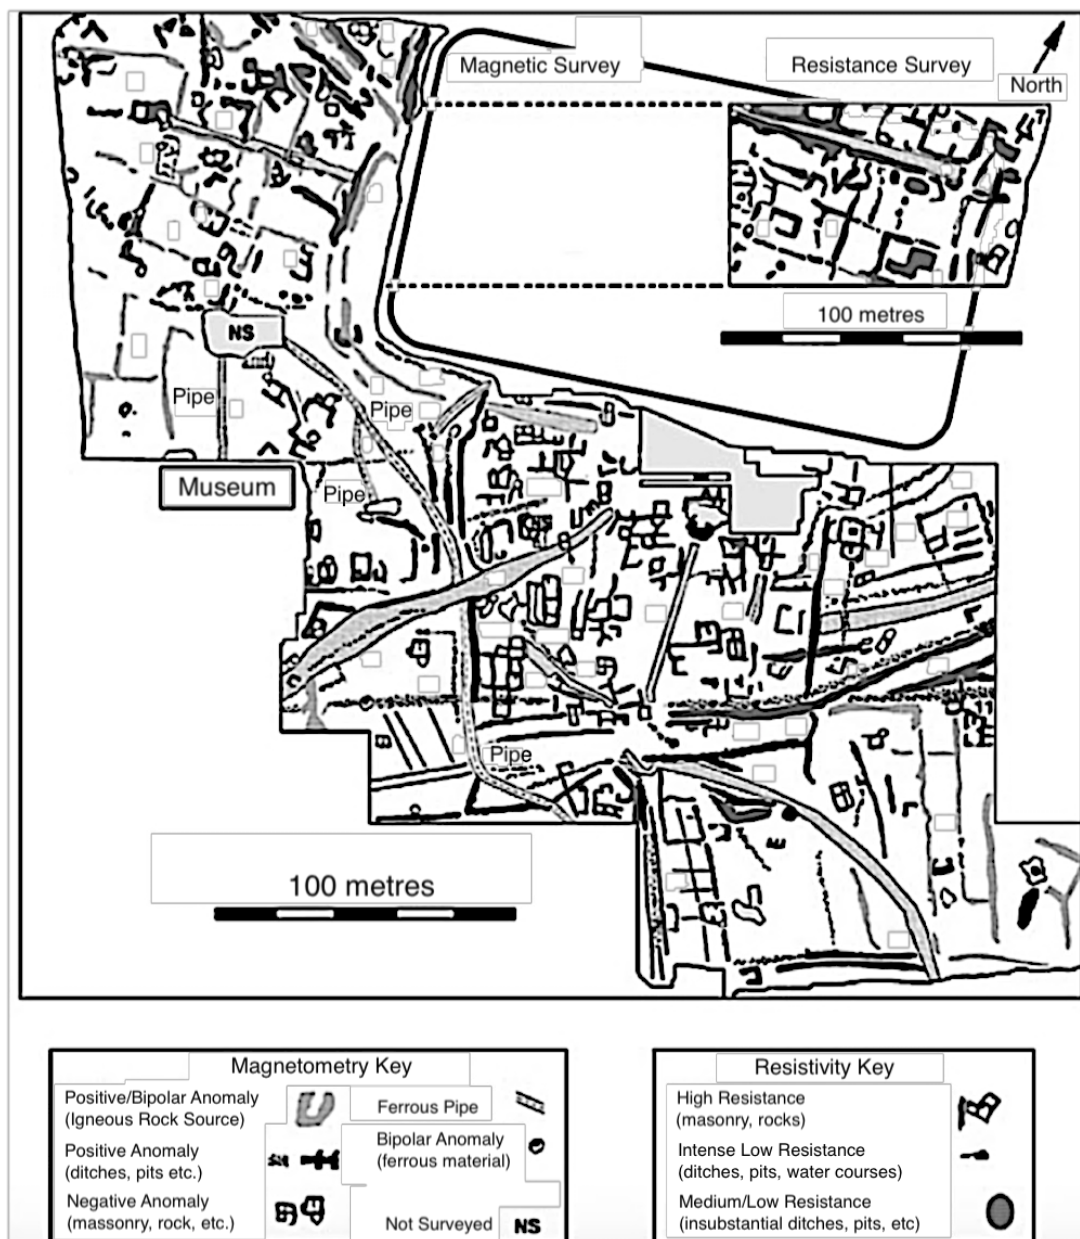 Magnetic Survey
Resistance Survey
North
100 metres
NS
Pipe
Pipe
Museum
Pipe
Pipe
100 metres
Magnetometry Key
Positive/Bipolar Anomaly
(Igneous Rock Source)
Ferrous Pipe
Positive Anomaly
(ditches, pits etc.)
Bipolar Anomaly
(ferrous material)
Negative Anomaly
(massonry, rock, etc.)
Not Surveyed NS
Resistivity Key
High Resistance
(masonry, rocks)
Intense Low Resistance
(ditches, pits, water courses)
Medium/Low Resistance
(insubstantial ditches, pits, etc)